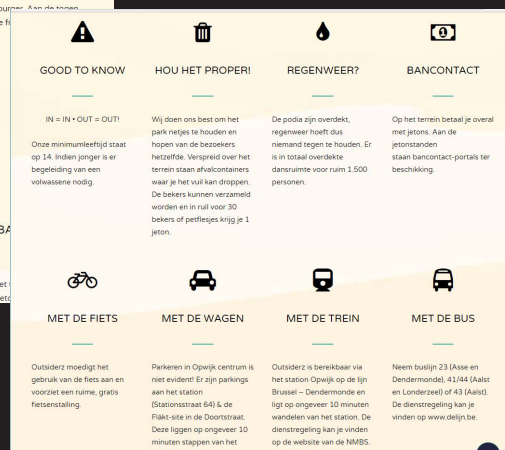 GOOD TO KNOW
IN = IN • OUT = OUT!
Onze minimumleeftijd staat
op 14. Indien jonger is er
begeleiding van een
volwassene nodig.
HOU HET PROPER!
Wij doen ons best om het
park netjes te houden en
hopen van de bezoekers
hetzelfde. Verspreid over het
terrein staan afvalcontainers
waar je het vuil kan droppen.
De bekers kunnen verzameld
worden en in ruil voor 30
bekers of petflesjes krijg je 1
jeton.
REGENWEER?
De podia zijn overdekt,
regenweer hoeft dus
niemand tegen te houden. Er
is in totaal overdekte
dansruimte voor ruim 1.500
personen.
BANCONTACT
Op het terrein betaal je overal
met jetons. Aan de
jetonstanden
staan bancontact-portals ter
beschikking.
MET DE FIETS
Outsiderz moedigt het
gebruik van de fiets aan en
voorziet een ruime, gratis
fietsenstalling.
MET DE WAGEN
Parkeren in Opwijk centrum is
niet evident! Er zijn parkings
aan het station
(Stationsstraat 64) & de
Fläkt-site in de Doortstraat.
Deze liggen op ongeveer 10
minuten stappen van het
MET DE TREIN
Outsiderz is bereikbaar via
het station Opwijk op de lijn
Brussel – Dendermonde en
ligt op ongeveer 10 minuten
wandelen van het station. De
dienstregeling kan je vinden
op de website van de NMBS.
MET DE BUS
Neem buslijn 23 (Asse en
Dendermonde), 41/44 (Aalst
en Londerzeel) of 43 (Aalst).
De dienstregeling kan je
vinden op www.delijn.be.